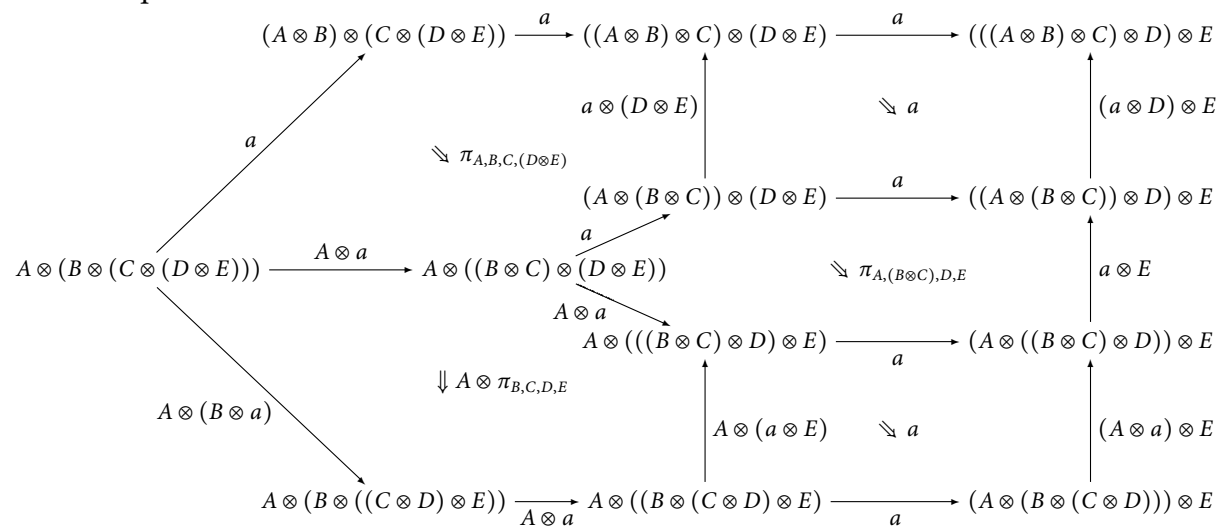 (A ⊗ B) ⊗ (C ⊗ (D ⊗ E)) a ((A ⊗ B) ⊗ C) ⊗ (D ⊗ E) a (((A ⊗ B) ⊗ C) ⊗ D) ⊗ E
a ⊗ (D ⊗ E) ⇘ a (a ⊗ D) ⊗ E
a
⇘ π_{A,B,C,(D⊗E)}
(A ⊗ (B ⊗ C)) ⊗ (D ⊗ E) a ((A ⊗ (B ⊗ C)) ⊗ D) ⊗ E
a
A ⊗ (B ⊗ (C ⊗ (D ⊗ E))) A ⊗ a A ⊗ ((B ⊗ C) ⊗ (D ⊗ E)) ⇘ π_{A,(B⊗C),D,E} a ⊗ E
A ⊗ a
A ⊗ (((B ⊗ C) ⊗ D) ⊗ E) a (A ⊗ ((B ⊗ C) ⊗ D)) ⊗ E
⇓ A ⊗ π_{B,C,D,E}
A ⊗ (B ⊗ a) A ⊗ (a ⊗ E) ⇘ a (A ⊗ a) ⊗ E
A ⊗ (B ⊗ ((C ⊗ D) ⊗ E)) A ⊗ a A ⊗ ((B ⊗ (C ⊗ D) ⊗ E) a (A ⊗ (B ⊗ (C ⊗ D))) ⊗ E